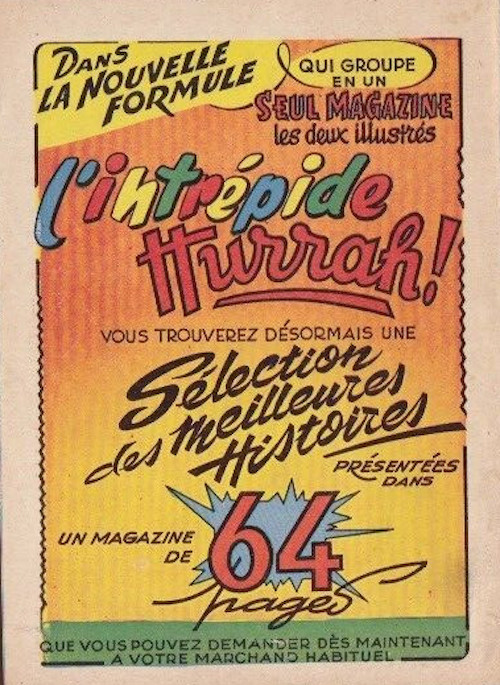 DANS
LA NOUVELLE
FORMULE
QUI GROUPE
EN UN
SEUL MAGAZINE
les deux illustrés
l'intrépide
Hurrah!
VOUS TROUVEREZ DÉSORMAIS UNE
Sélection
des Meilleures
Histoires
PRÉSENTÉES
DANS
UN MAGAZINE
DE
64
pages
QUE VOUS POUVEZ DEMANDER DÈS MAINTENANT
A VOTRE MARCHAND HABITUEL